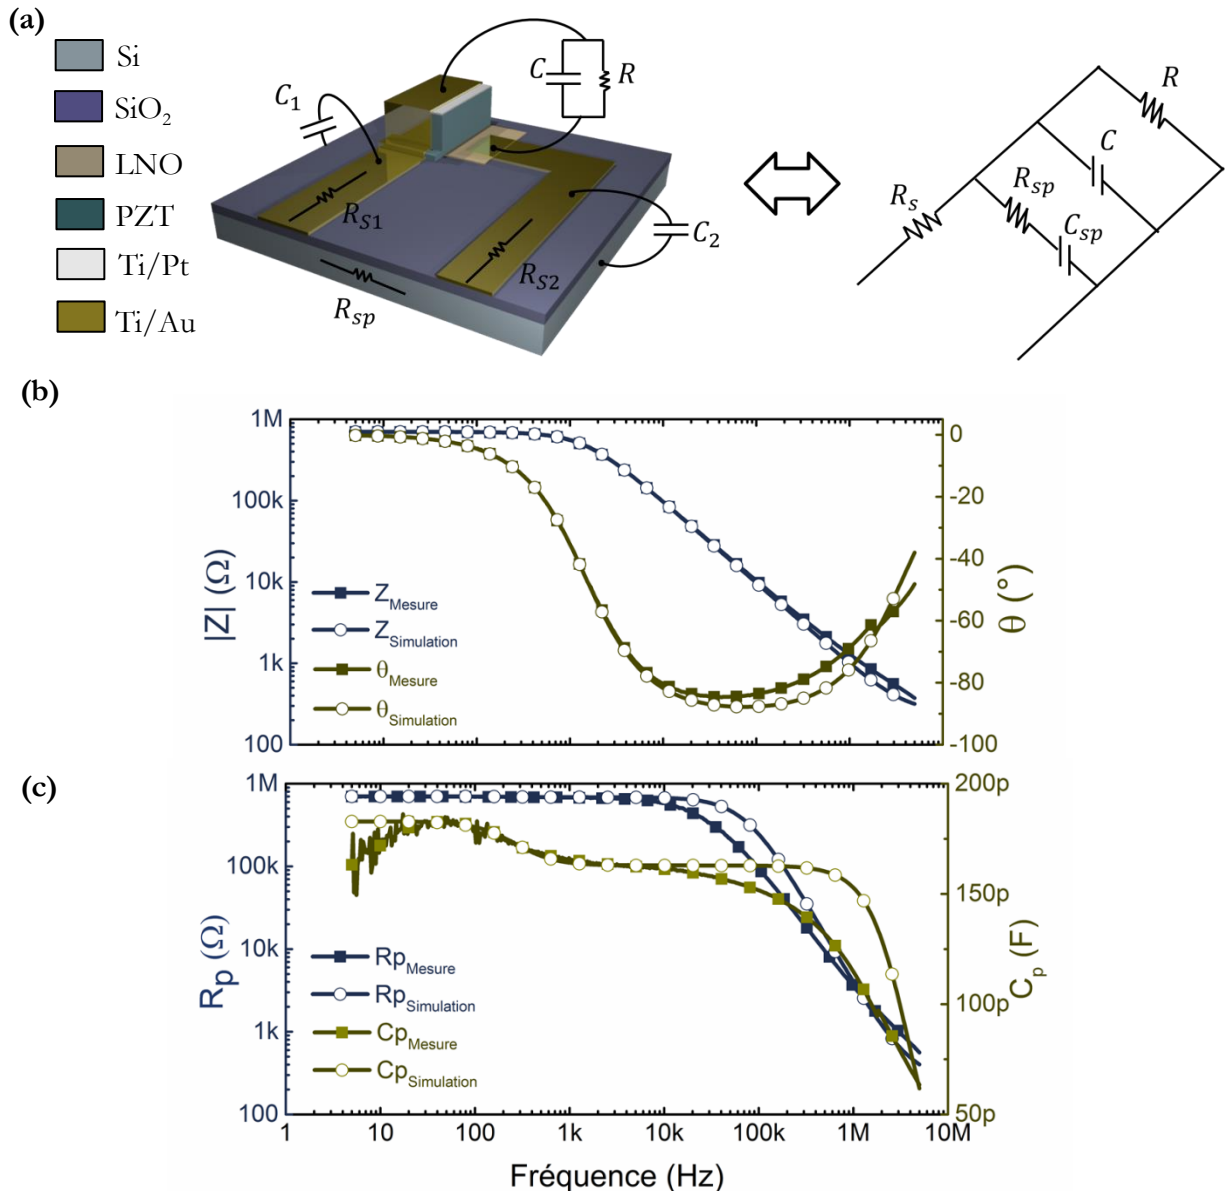 (a)
Si
SiO2
LNO
PZT
Ti/Pt
Ti/Au
C1
C
R
RS1
RS2
C2
Rsp
R
C
Rsp
Csp
Rs
(b)
1M
100k
10k
1k
100
|Z| (Ω)
ZMesure
ZSimulation
θMesure
θSimulation
0
-20
-40
-60
-80
-100
θ (°)
(c)
1M
100k
10k
1k
100
Rp (Ω)
RpMesure
RpSimulation
CpMesure
CpSimulation
200p
150p
100p
50p
Cp (F)
1 10 100 1k 10k 100k 1M 10M
Fréquence (Hz)